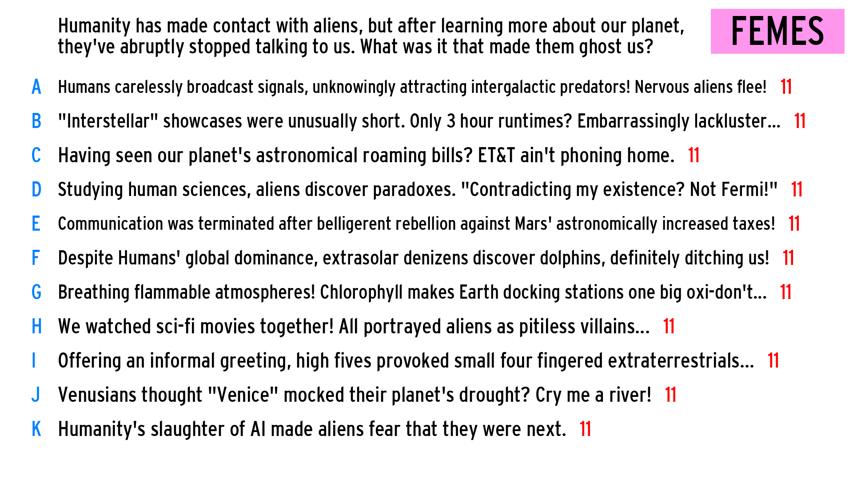 Humanity has made contact with aliens, but after learning more about our planet,
they've abruptly stopped talking to us. What was it that made them ghost us?
FEMES
A Humans carelessly broadcast signals, unknowingly attracting intergalactic predators! Nervous aliens flee! 11
B "Interstellar" showcases were unusually short. Only 3 hour runtimes? Embarrassingly lackluster... 11
C Having seen our planet's astronomical roaming bills? ET&T ain't phoning home. 11
D Studying human sciences, aliens discover paradoxes. "Contradicting my existence? Not Fermi!" 11
E Communication was terminated after belligerent rebellion against Mars' astronomically increased taxes! 11
F Despite Humans' global dominance, extrasolar denizens discover dolphins, definitely ditching us! 11
G Breathing flammable atmospheres! Chlorophyll makes Earth docking stations one big oxi-don't... 11
H We watched sci-fi movies together! All portrayed aliens as pitiless villains... 11
I Offering an informal greeting, high fives provoked small four fingered extraterrestrials... 11
J Venusians thought "Venice" mocked their planet's drought? Cry me a river! 11
K Humanity's slaughter of AI made aliens fear that they were next. 11